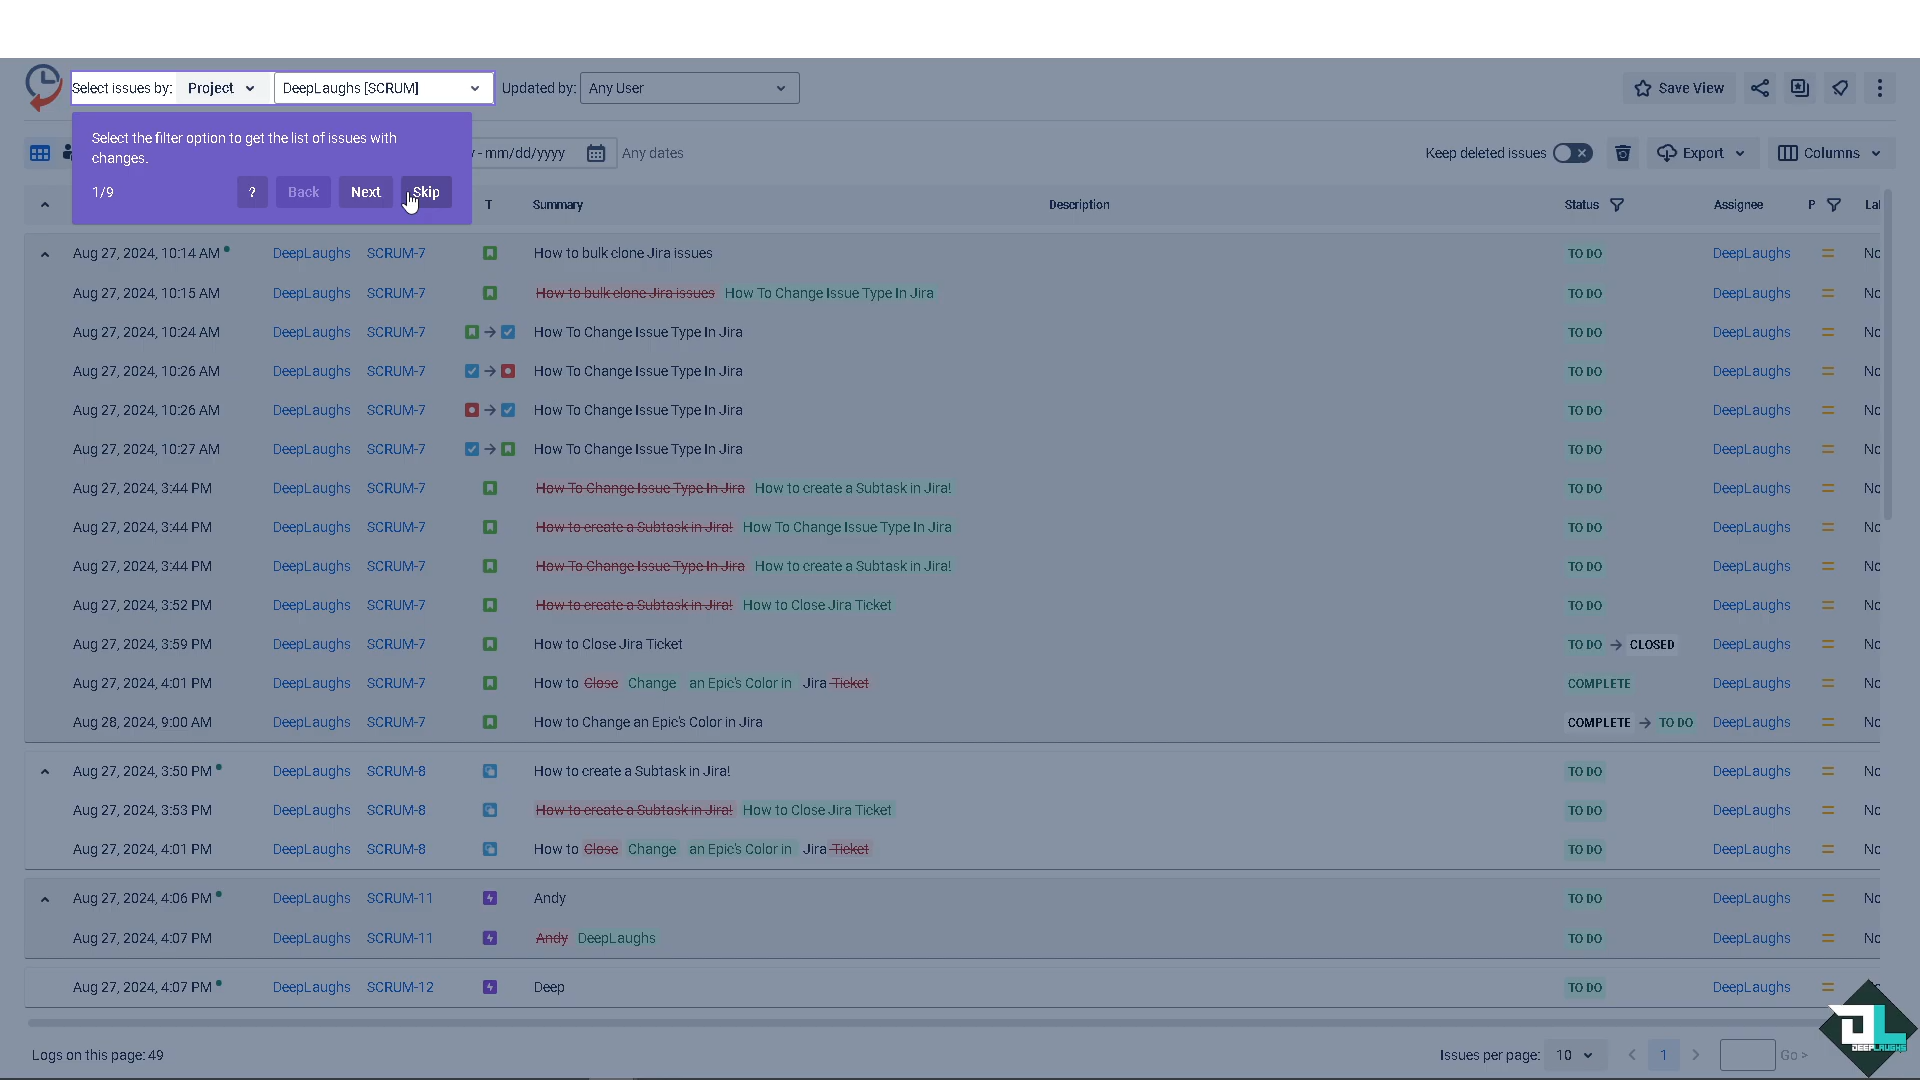 Select issues by: Project DeepLaughs [SCRUM] Updated by: Any User Save View
Select the filter option to get the list of issues with
changes.
1/9 ? Back Next Skip
- mm/dd/yyyy Any dates Keep deleted issues Export Columns
T Summary Description Status Assignee P
Aug 27, 2024, 10:14 AM DeepLaughs SCRUM-7 How to bulk clone Jira issues TO DO DeepLaughs
Aug 27, 2024, 10:15 AM DeepLaughs SCRUM-7 How to bulk clone Jira issues How To Change Issue Type In Jira TO DO DeepLaughs
Aug 27, 2024, 10:24 AM DeepLaughs SCRUM-7 How To Change Issue Type In Jira TO DO DeepLaughs
Aug 27, 2024, 10:26 AM DeepLaughs SCRUM-7 How To Change Issue Type In Jira TO DO DeepLaughs
Aug 27, 2024, 10:26 AM DeepLaughs SCRUM-7 How To Change Issue Type In Jira TO DO DeepLaughs
Aug 27, 2024, 10:27 AM DeepLaughs SCRUM-7 How To Change Issue Type In Jira TO DO DeepLaughs
Aug 27, 2024, 3:44 PM DeepLaughs SCRUM-7 How To Change Issue Type In Jira How to create a Subtask in Jira! TO DO DeepLaughs
Aug 27, 2024, 3:44 PM DeepLaughs SCRUM-7 How to create a Subtask in Jira! How To Change Issue Type In Jira TO DO DeepLaughs
Aug 27, 2024, 3:44 PM DeepLaughs SCRUM-7 How To Change Issue Type In Jira How to create a Subtask in Jira! TO DO DeepLaughs
Aug 27, 2024, 3:52 PM DeepLaughs SCRUM-7 How to create a Subtask in Jira! How to Close Jira Ticket TO DO DeepLaughs
Aug 27, 2024, 3:59 PM DeepLaughs SCRUM-7 How to Close Jira Ticket TO DO → CLOSED DeepLaughs
Aug 27, 2024, 4:01 PM DeepLaughs SCRUM-7 How to Close Change an Epic's Color in Jira Ticket COMPLETE DeepLaughs
Aug 28, 2024, 9:00 AM DeepLaughs SCRUM-7 How to Change an Epic's Color in Jira COMPLETE → TO DO DeepLaughs
Aug 27, 2024, 3:50 PM DeepLaughs SCRUM-8 How to create a Subtask in Jira! TO DO DeepLaughs
Aug 27, 2024, 3:53 PM DeepLaughs SCRUM-8 How to create a Subtask in Jira! How to Close Jira Ticket TO DO DeepLaughs
Aug 27, 2024, 4:01 PM DeepLaughs SCRUM-8 How to Close Change an Epic's Color in Jira Ticket TO DO DeepLaughs
Aug 27, 2024, 4:06 PM DeepLaughs SCRUM-11 Andy TO DO DeepLaughs
Aug 27, 2024, 4:07 PM DeepLaughs SCRUM-11 Andy DeepLaughs TO DO DeepLaughs
Aug 27, 2024, 4:07 PM DeepLaughs SCRUM-12 Deep TO DO DeepLaughs
DL
DEEPLAUGHS
Logs on this page: 49 Issues per page: 10 < 1 > Go >